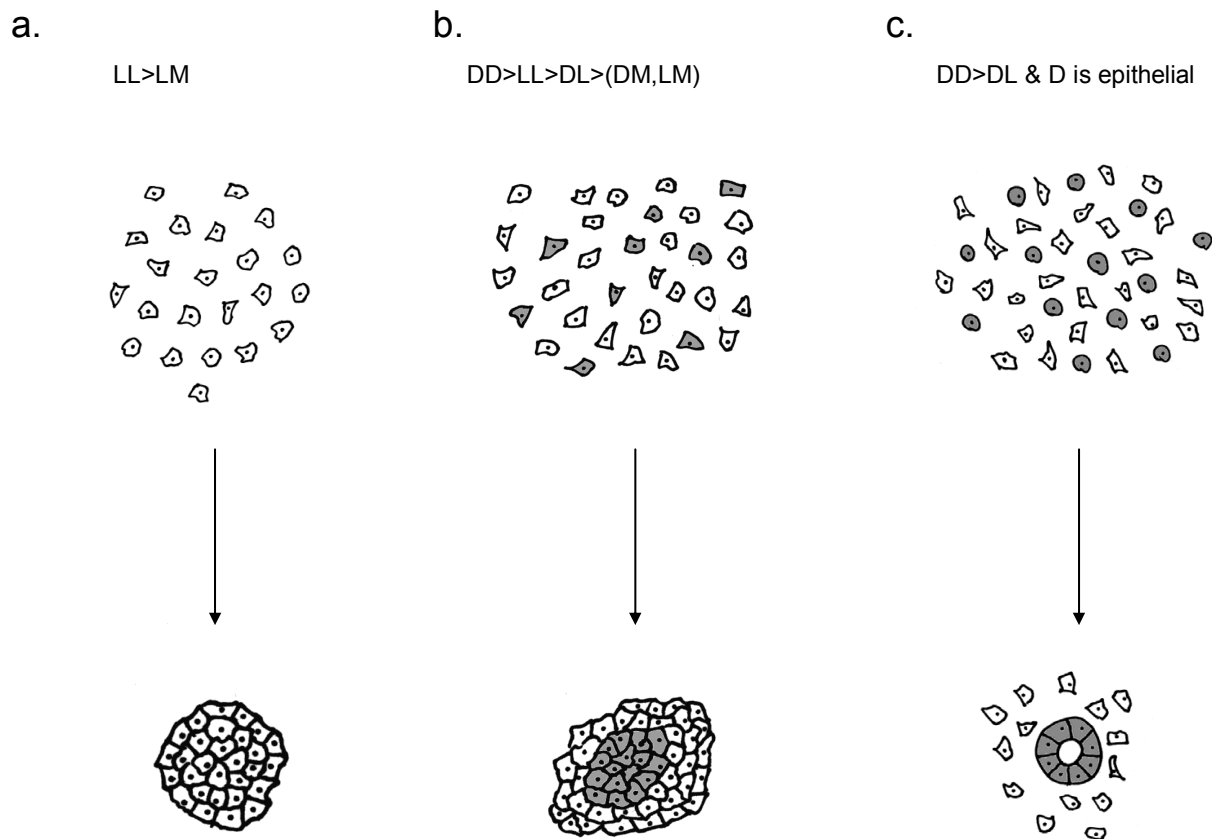 a.
b.
c.
LL>LM
DD>LL>DL>(DM,LM)
DD>DL & D is epithelial